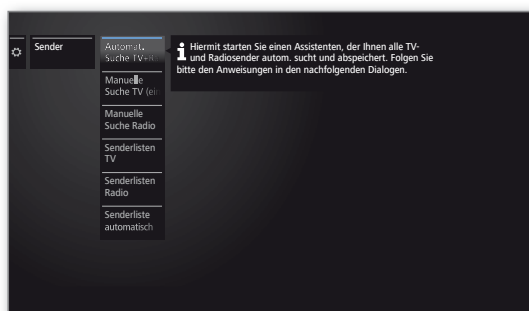 Sender
Automat.
Suche TV+R
Manuelle
Suche TV (ein
Manuelle
Suche Radio
Senderlisten
TV
Senderlisten
Radio
Senderliste
automatisch
Hiermit starten Sie einen Assistenten, der Ihnen alle TV-
und Radiosender autom. sucht und abspeichert. Folgen Sie
bitte den Anweisungen in den nachfolgenden Dialogen.